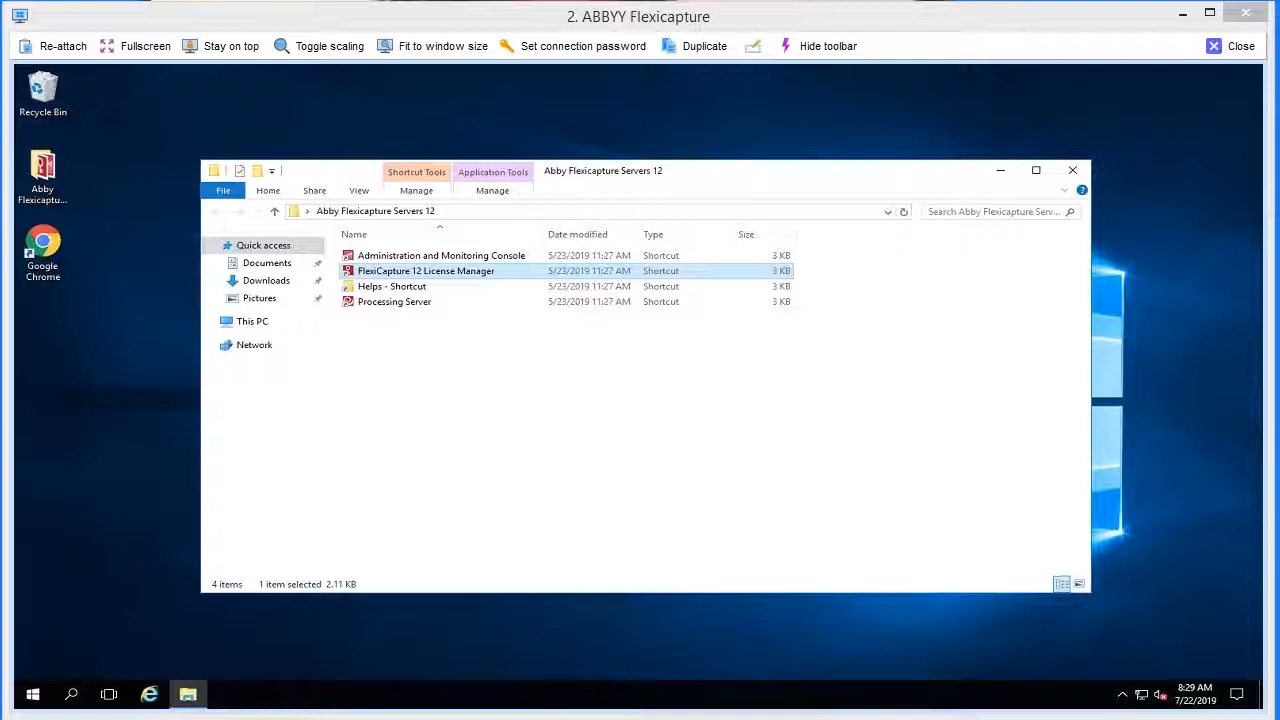 2. ABBYY Flexicapture
Re-attach Fullscreen Stay on top Toggle scaling Fit to window size Set connection password Duplicate Hide toolbar Close
Recycle Bin
Abby
Flexicaptu...
Google
Chrome
Shortcut Tools Application Tools Abby Flexicapture Servers 12
File Home Share View Manage Manage
Abby Flexicapture Servers 12 Search Abby Flexicapture Serv...
Name Date modified Type Size
Quick access
Documents
Downloads
Pictures
This PC
Network
Administration and Monitoring Console 5/23/2019 11:27 AM Shortcut 3 KB
FlexiCapture 12 License Manager 5/23/2019 11:27 AM Shortcut 3 KB
Helps - Shortcut 5/23/2019 11:27 AM Shortcut 3 KB
Processing Server 5/23/2019 11:27 AM Shortcut 3 KB
4 items 1 item selected 2.11 KB
8:29 AM
7/22/2019